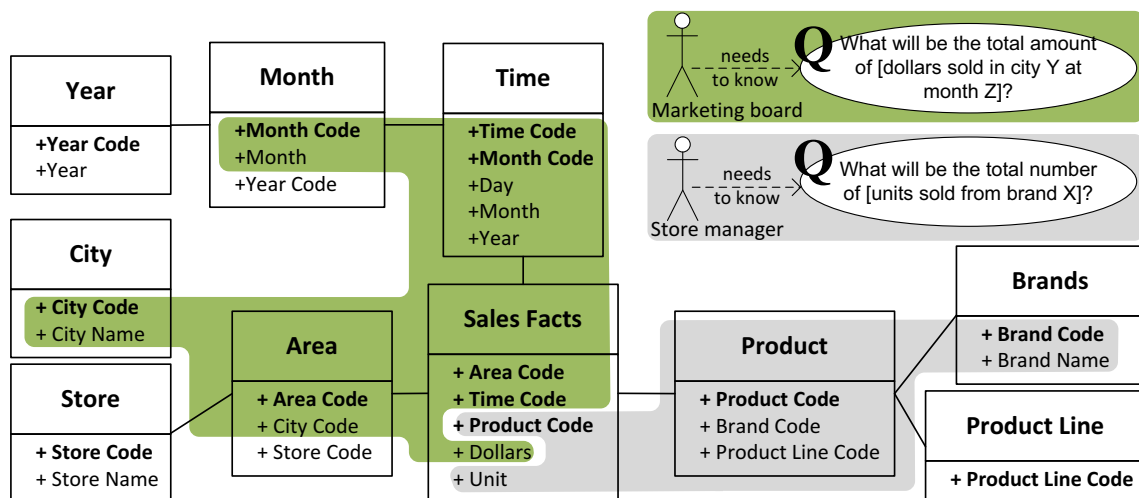 Year
+Year Code
+Year
Month
+Month Code
+Month
+Year Code
Time
+Time Code
+Month Code
+Day
+Month
+Year
needs
to know
Marketing board
Q
What will be the total amount
of [dollars sold in city Y at
month Z]?
needs
to know
Store manager
Q
What will be the total number
of [units sold from brand X]?
City
+ City Code
+ City Name
Store
+ Store Code
+ Store Name
Area
+ Area Code
+ City Code
+ Store Code
Sales Facts
+ Area Code
+ Time Code
+ Product Code
+ Dollars
+ Unit
Product
+ Product Code
+ Brand Code
+ Product Line Code
Brands
+ Brand Code
+ Brand Name
Product Line
+ Product Line Code